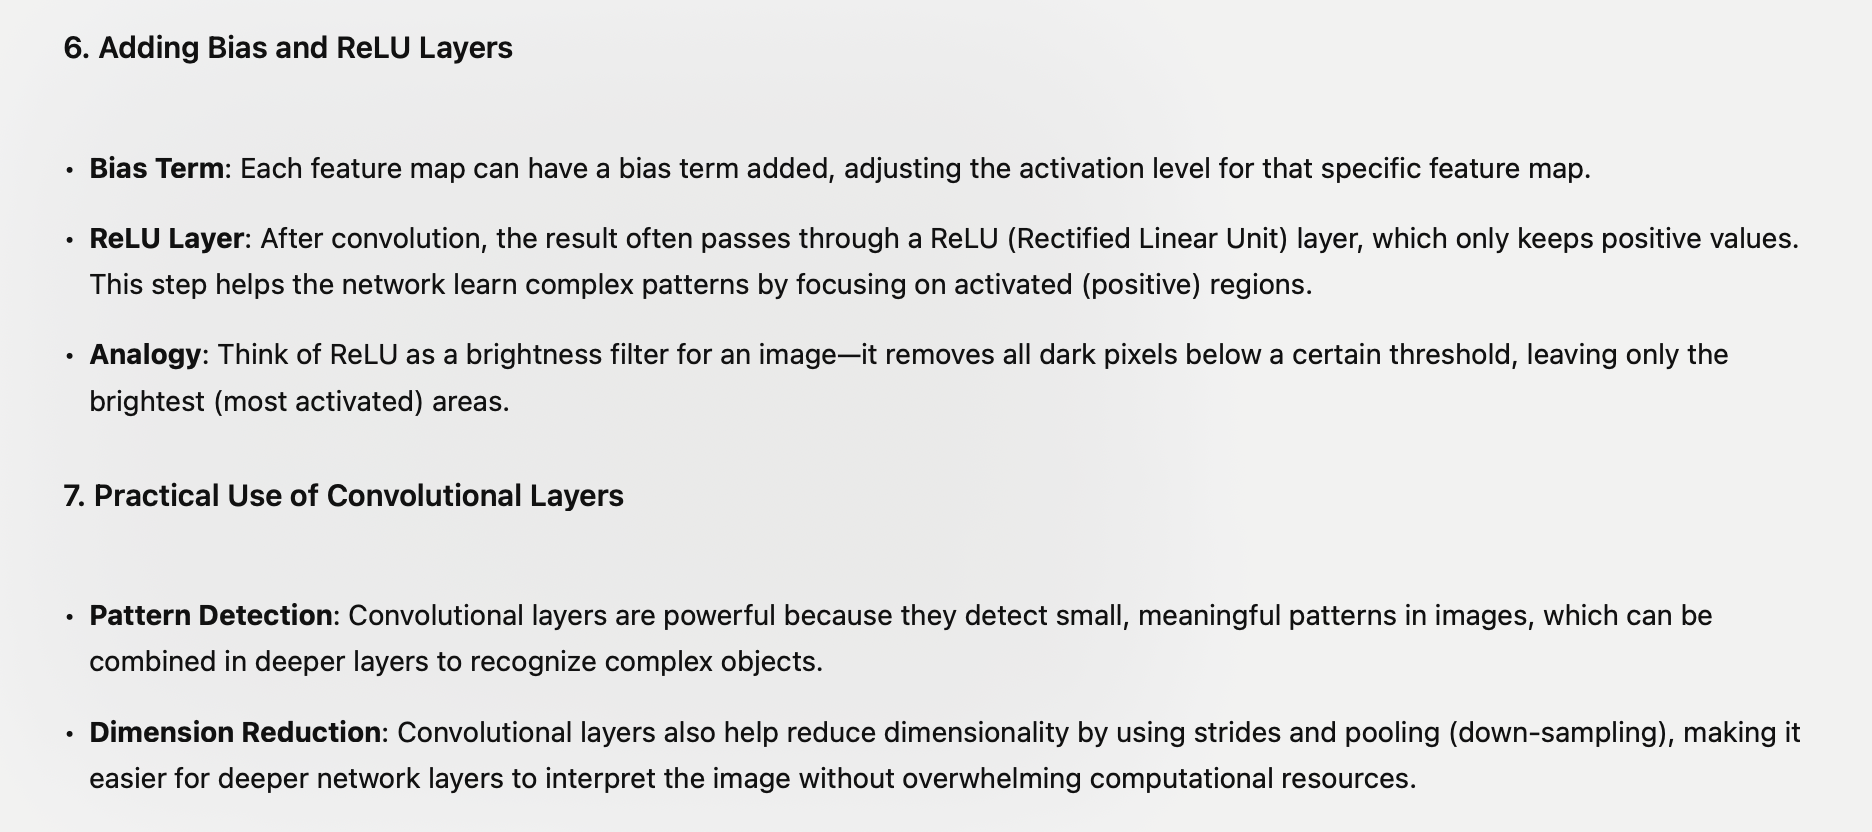 6. Adding Bias and ReLU Layers
• Bias Term: Each feature map can have a bias term added, adjusting the activation level for that specific feature map.
• ReLU Layer: After convolution, the result often passes through a ReLU (Rectified Linear Unit) layer, which only keeps positive values.
This step helps the network learn complex patterns by focusing on activated (positive) regions.
• Analogy: Think of ReLU as a brightness filter for an image—it removes all dark pixels below a certain threshold, leaving only the
brightest (most activated) areas.
7. Practical Use of Convolutional Layers
• Pattern Detection: Convolutional layers are powerful because they detect small, meaningful patterns in images, which can be
combined in deeper layers to recognize complex objects.
• Dimension Reduction: Convolutional layers also help reduce dimensionality by using strides and pooling (down-sampling), making it
easier for deeper network layers to interpret the image without overwhelming computational resources.